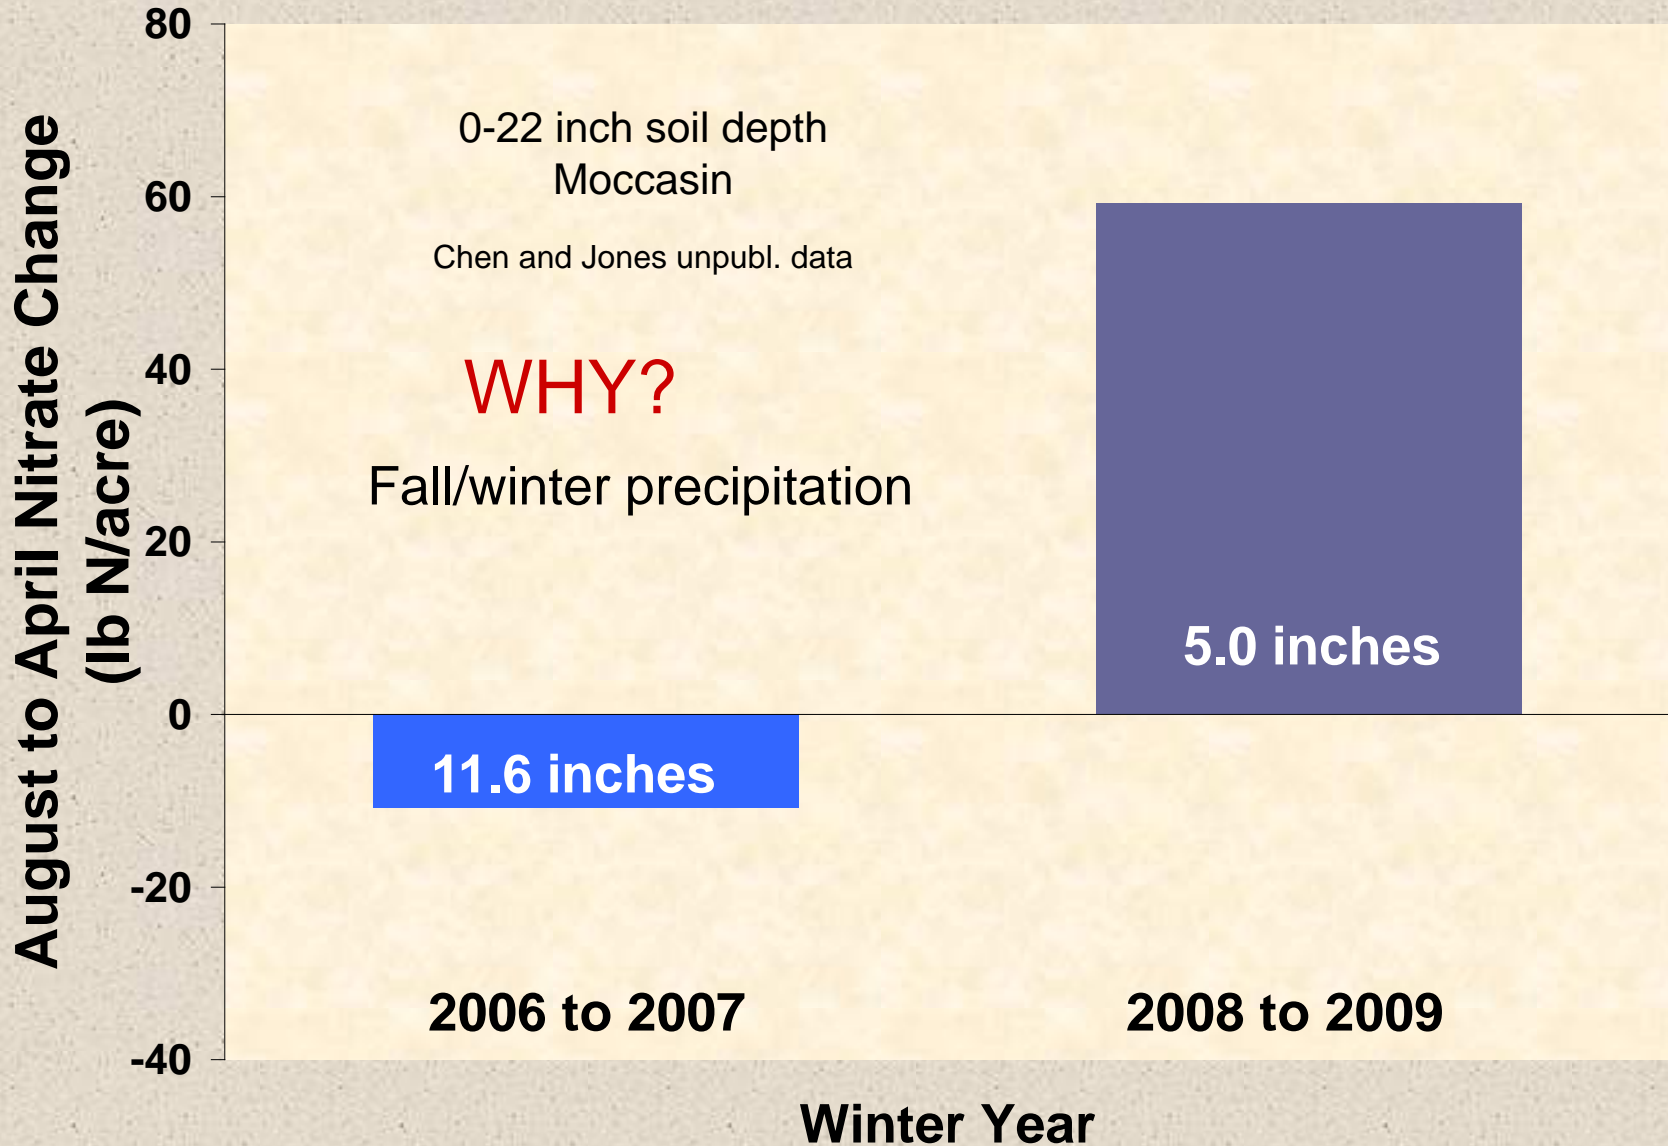 August to April Nitrate Change
(lb N/acre)
80
60
40
20
0
-20
-40
0-22 inch soil depth
Moccasin
Chen and Jones unpubl. data
WHY?
Fall/winter precipitation
5.0 inches
11.6 inches
2006 to 2007
2008 to 2009
Winter Year